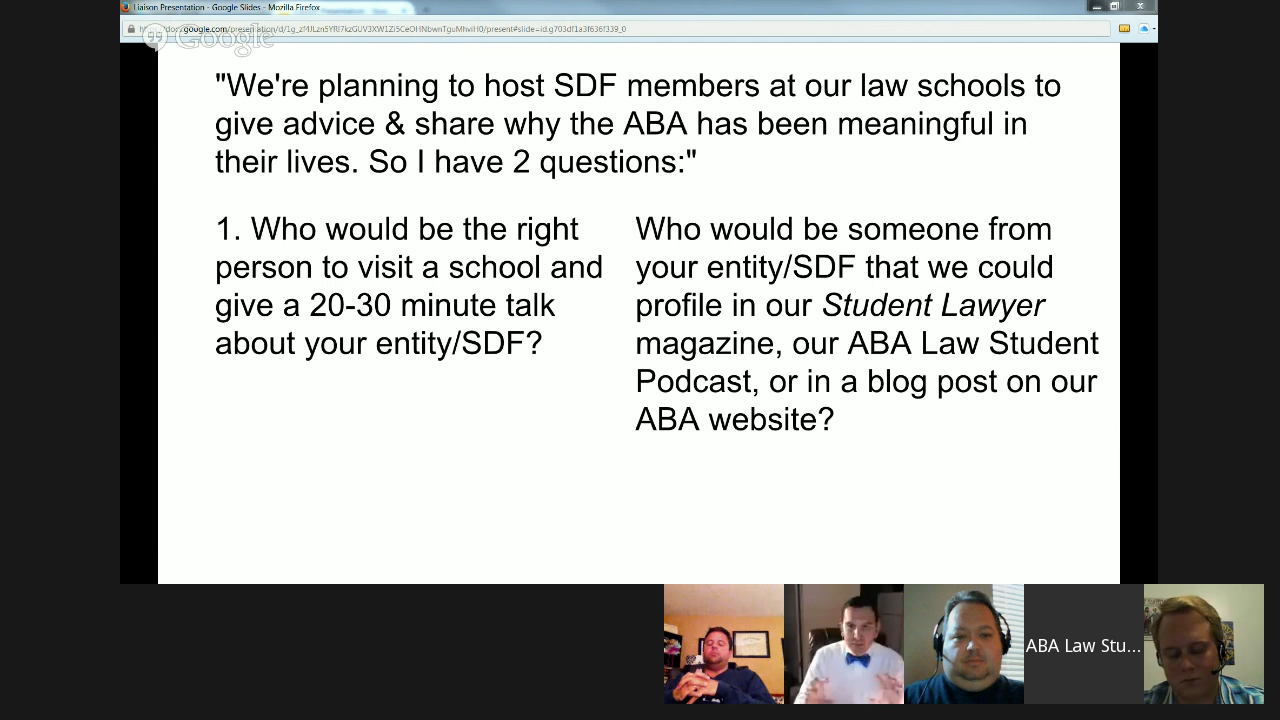 Liaison Presentation - Google Slides - Mozilla Firefox
Google
"We're planning to host SDF members at our law schools to
give advice & share why the ABA has been meaningful in
their lives. So I have 2 questions:"
1. Who would be the right
person to visit a school and
give a 20-30 minute talk
about your entity/SDF?
Who would be someone from
your entity/SDF that we could
profile in our Student Lawyer
magazine, our ABA Law Student
Podcast, or in a blog post on our
ABA website?
ABA Law Stu...